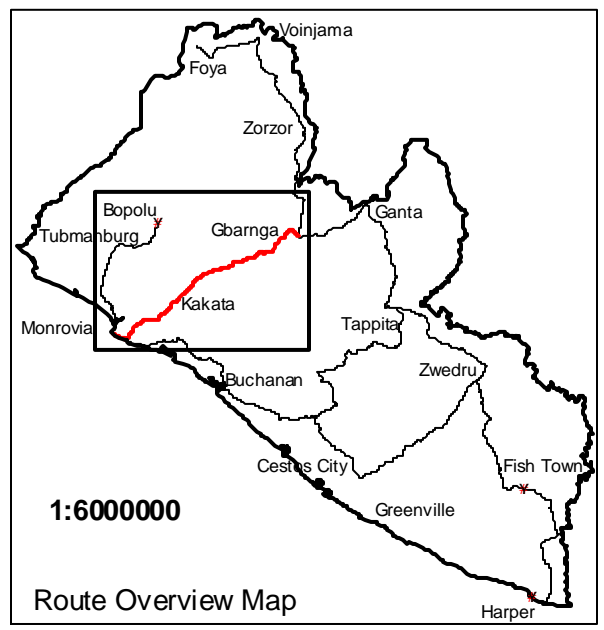 Voinjama
Foya
Zorzor
Bopolu
Ganta
Gbarnga
Tubmanburg
Kakata
Monrovia
Tappita
Zwedru
Buchanan
Cestos City
Fish Town
1:6000000
Greenville
Route Overview Map
Harper